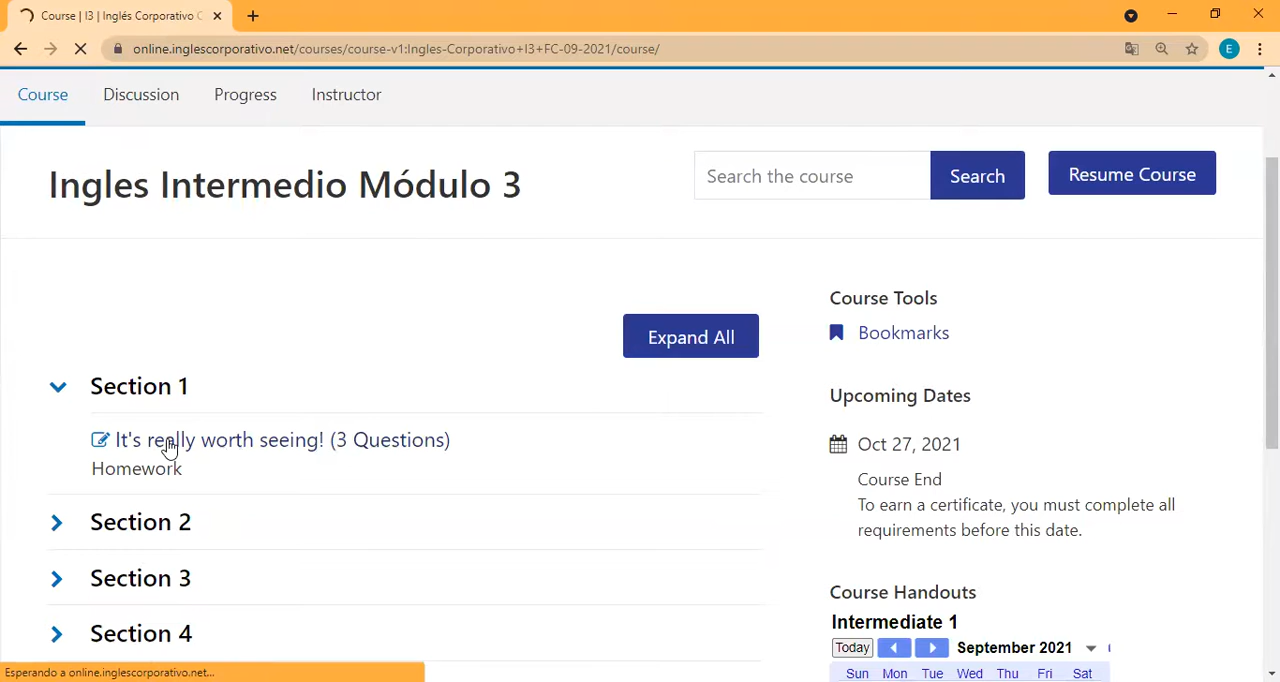 Course | I3 | Inglés Corporativo
online.inglescorporativo.net/courses/course-v1:Ingles-Corporativo+I3+FC-09-2021/course/
E
Course Discussion Progress Instructor
Ingles Intermedio Módulo 3
Search the course
Search
Resume Course
Expand All
Section 1
It's really worth seeing! (3 Questions)
Homework
Section 2
Section 3
Section 4
Course Tools
Bookmarks
Upcoming Dates
Oct 27, 2021
Course End
To earn a certificate, you must complete all
requirements before this date.
Course Handouts
Intermediate 1
Today September 2021
Sun Mon Tue Wed Thu Fri Sat
Esperando a online.inglescorporativo.net...